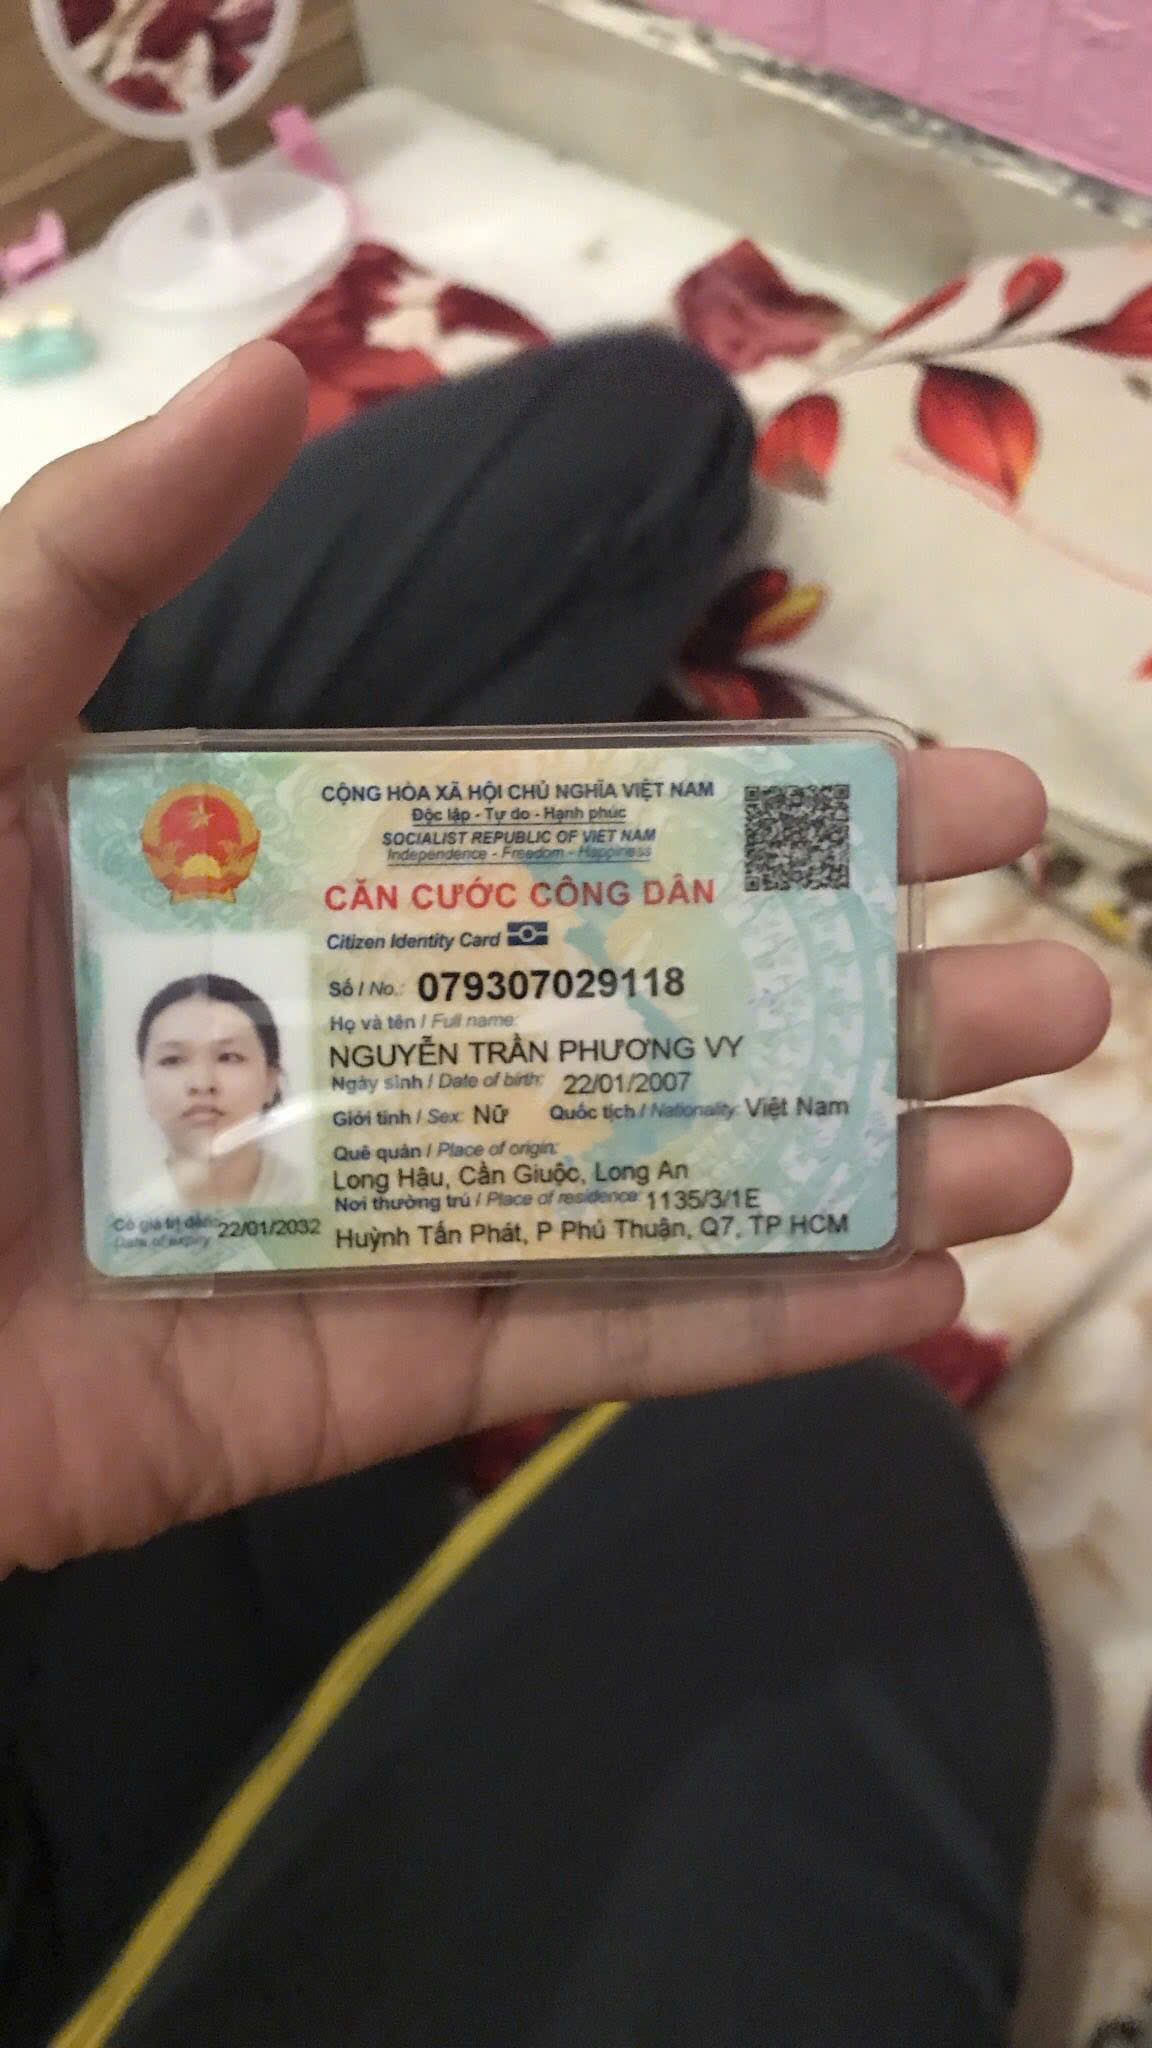 CỘNG HÒA XÃ HỘI CHỦ NGHĨA VIỆT NAM
Độc lập - Tự do - Hạnh phúc
SOCIALIST REPUBLIC OF VIET NAM
Independence - Freedom - Happiness
CĂN CƯỚC CÔNG DÂN
Citizen Identity Card
Số / No.: 079307029118
Họ và tên / Full name:
NGUYỄN TRẦN PHƯƠNG VY
Ngày sinh / Date of birth: 22/01/2007
Giới tính / Sex: Nữ Quốc tịch / Nationality: Việt Nam
Quê quán / Place of origin:
Long Hậu, Cần Giuộc, Long An
Nơi thường trú / Place of residence: 1135/3/1E
Huỳnh Tấn Phát, P Phú Thuận, Q7, TP HCM
Có giá trị đến: 22/01/2032
Date of expiry